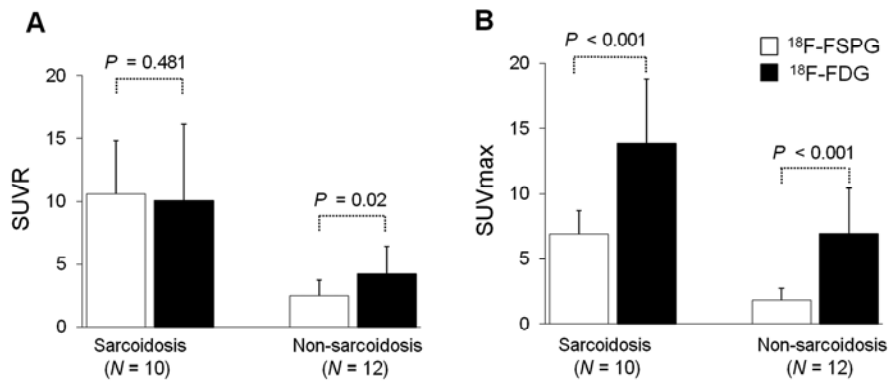 A
P = 0.481
20
15
10
5
0
SUVR
P = 0.02
Sarcoidosis
(N = 10)
Non-sarcoidosis
(N = 12)
B
P < 0.001
¹⁸F-FSPG
¹⁸F-FDG
20
15
10
5
0
SUVmax
P < 0.001
Sarcoidosis
(N = 10)
Non-sarcoidosis
(N = 12)